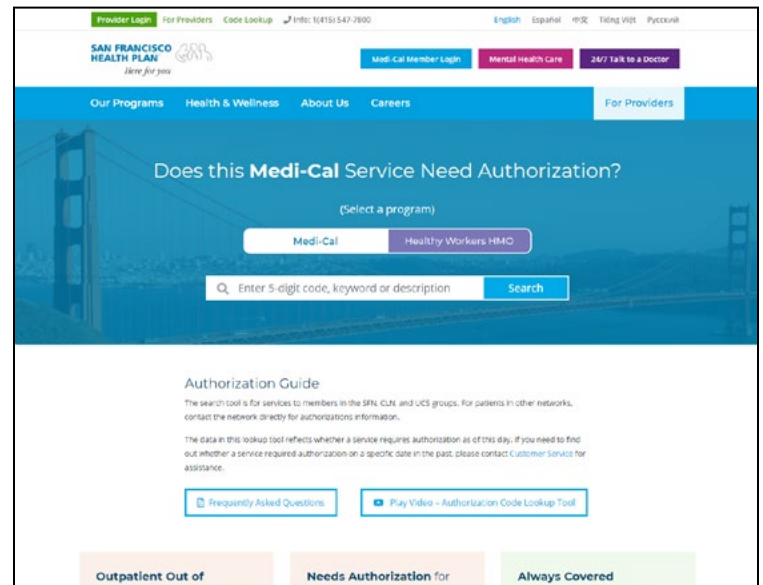 Provider Login For Providers Code Lookup Info: 1(415) 547-7800 English Español 中文 Tiếng Việt Русский
SAN FRANCISCO
HEALTH PLAN
Here for you
Medi-Cal Member Login Mental Health Care 24/7 Talk to a Doctor
Our Programs Health & Wellness About Us Careers For Providers
Does this Medi-Cal Service Need Authorization?
(Select a program)
Medi-Cal Healthy Workers HMO
Enter 5-digit code, keyword or description Search
Authorization Guide
The search tool is for services to members in the SFN, CLN, and UCS groups. For patients in other networks,
contact the network directly for authorizations information.
The data in this lookup tool reflects whether a service requires authorization as of this day. If you need to find
out whether a service required authorization on a specific date in the past, please contact Customer Service for
assistance.
Frequently Asked Questions Play Video – Authorization Code Lookup Tool
Outpatient Out of Needs Authorization for Always Covered